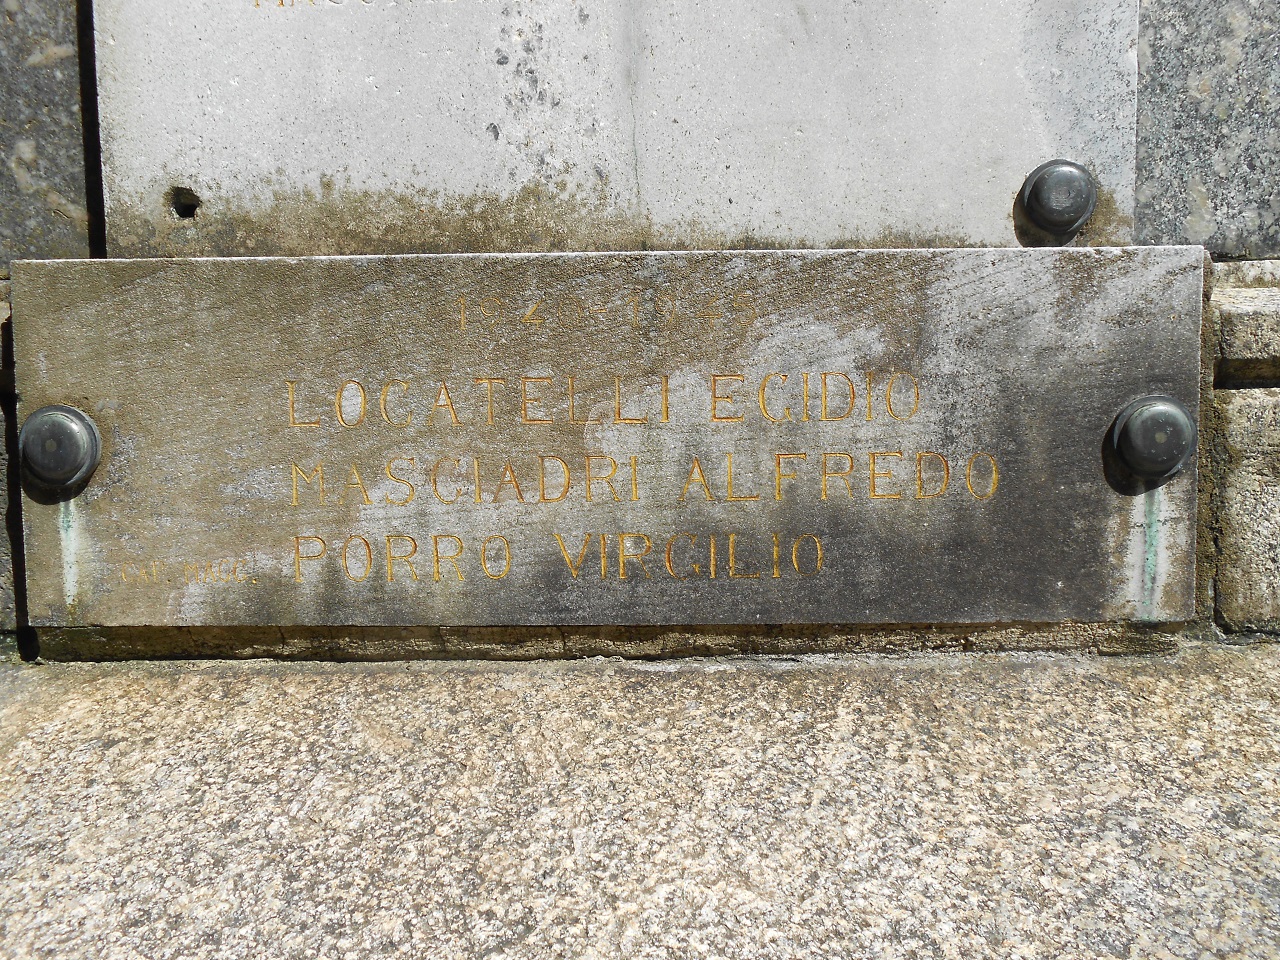 1940-1945
LOCATELLI EGIDIO
MASCIADRI ALFREDO
PORRO VIRGILIO